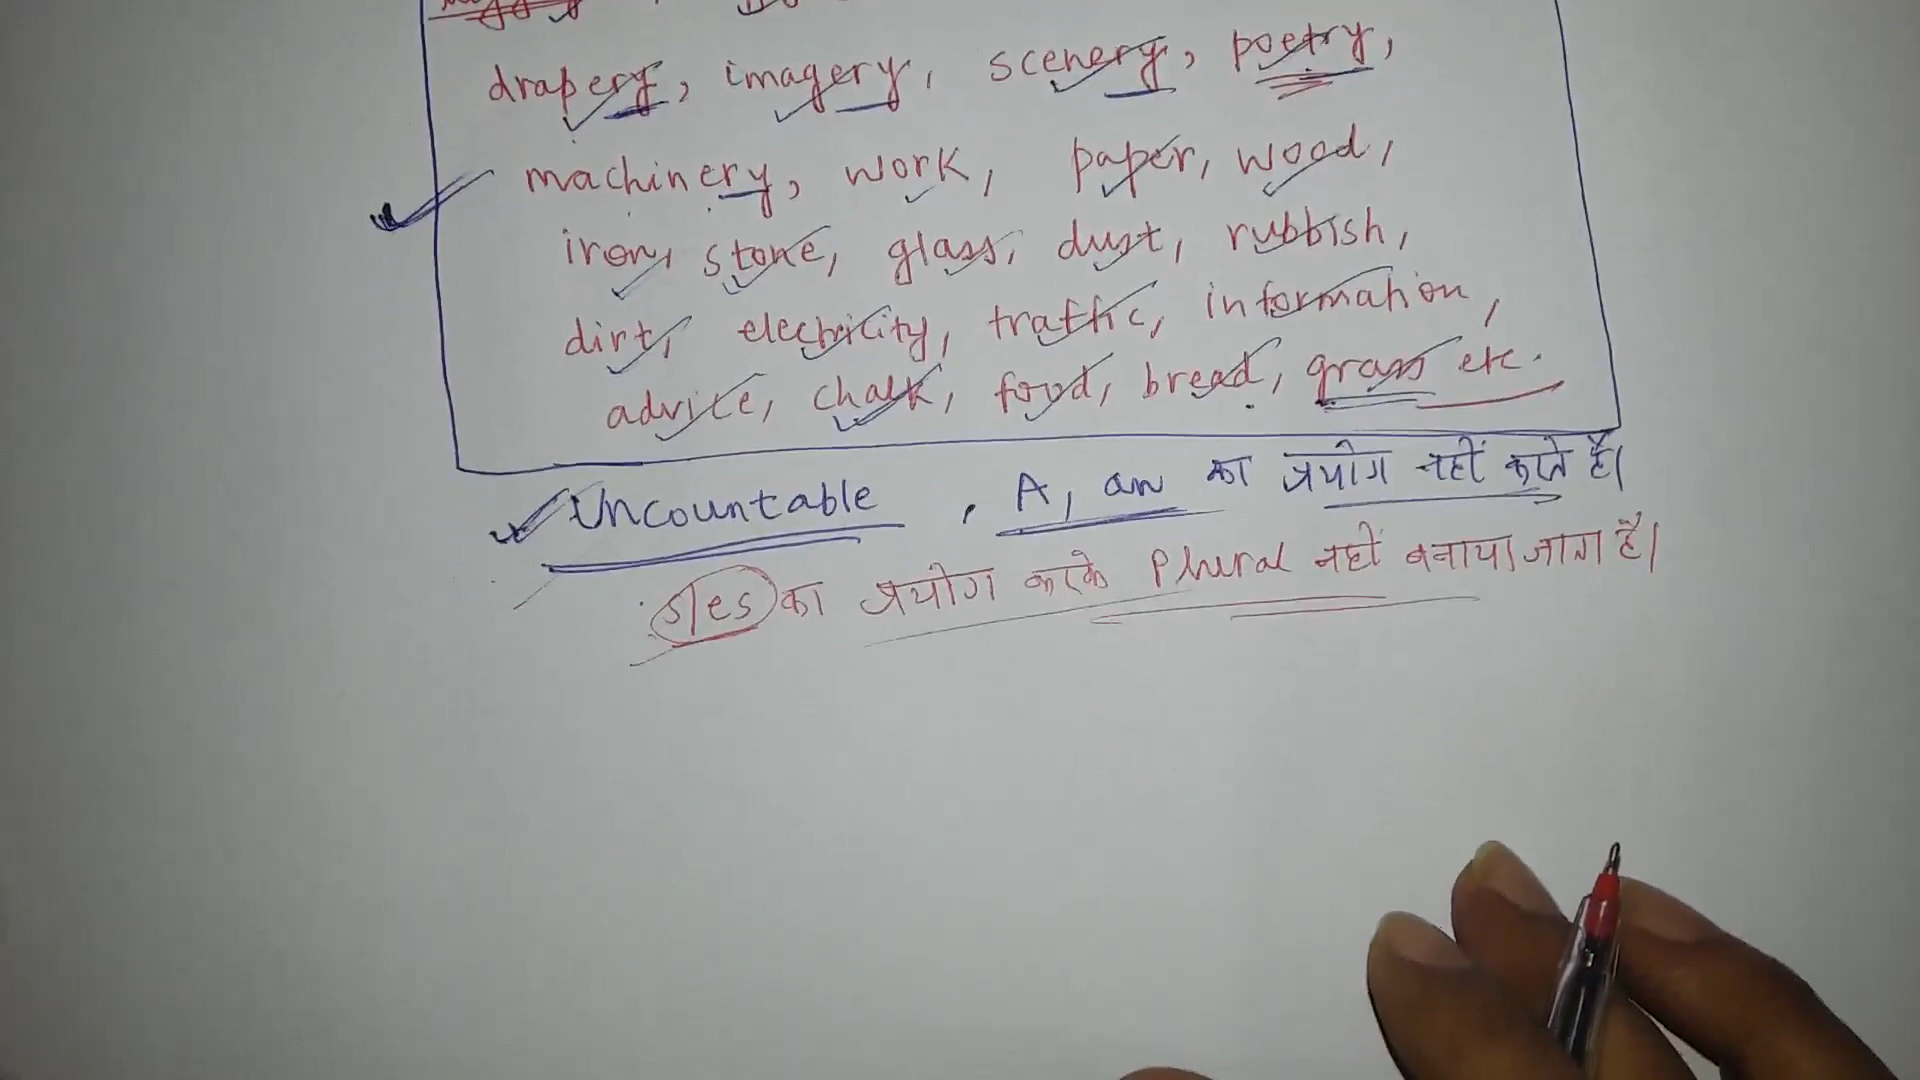 drapery, imagery, scenery, poetry,
machinery, work, paper, wood,
iron, stone, glass, dust, rubbish,
dirt, electricity, traffic, information,
advice, chalk, food, bread, grass etc.
Uncountable , A, an का प्रयोग नहीं करते है।
s/es का प्रयोग करके Plural नहीं बनाया जाता है।